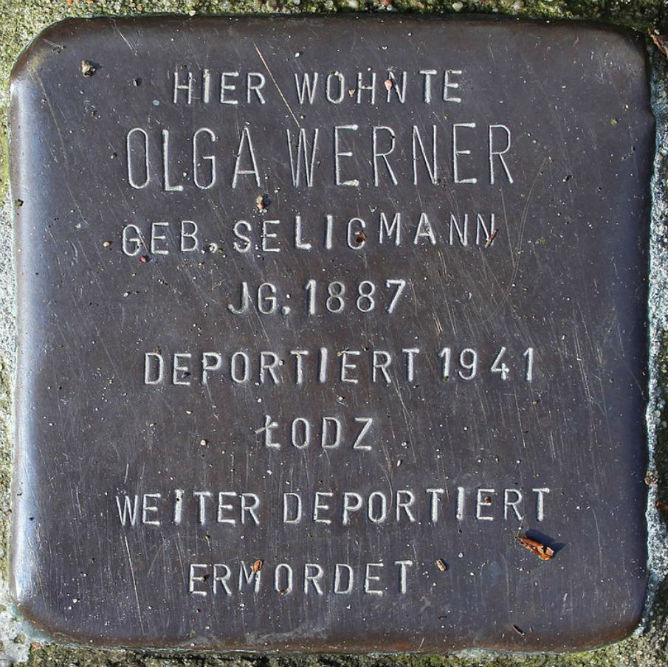 HIER WOHNTE
OLGA WERNER
GEB. SELIGMANN
JG. 1887
DEPORTIERT 1941
ŁODZ
WEITER DEPORTIERT
ERMORDET